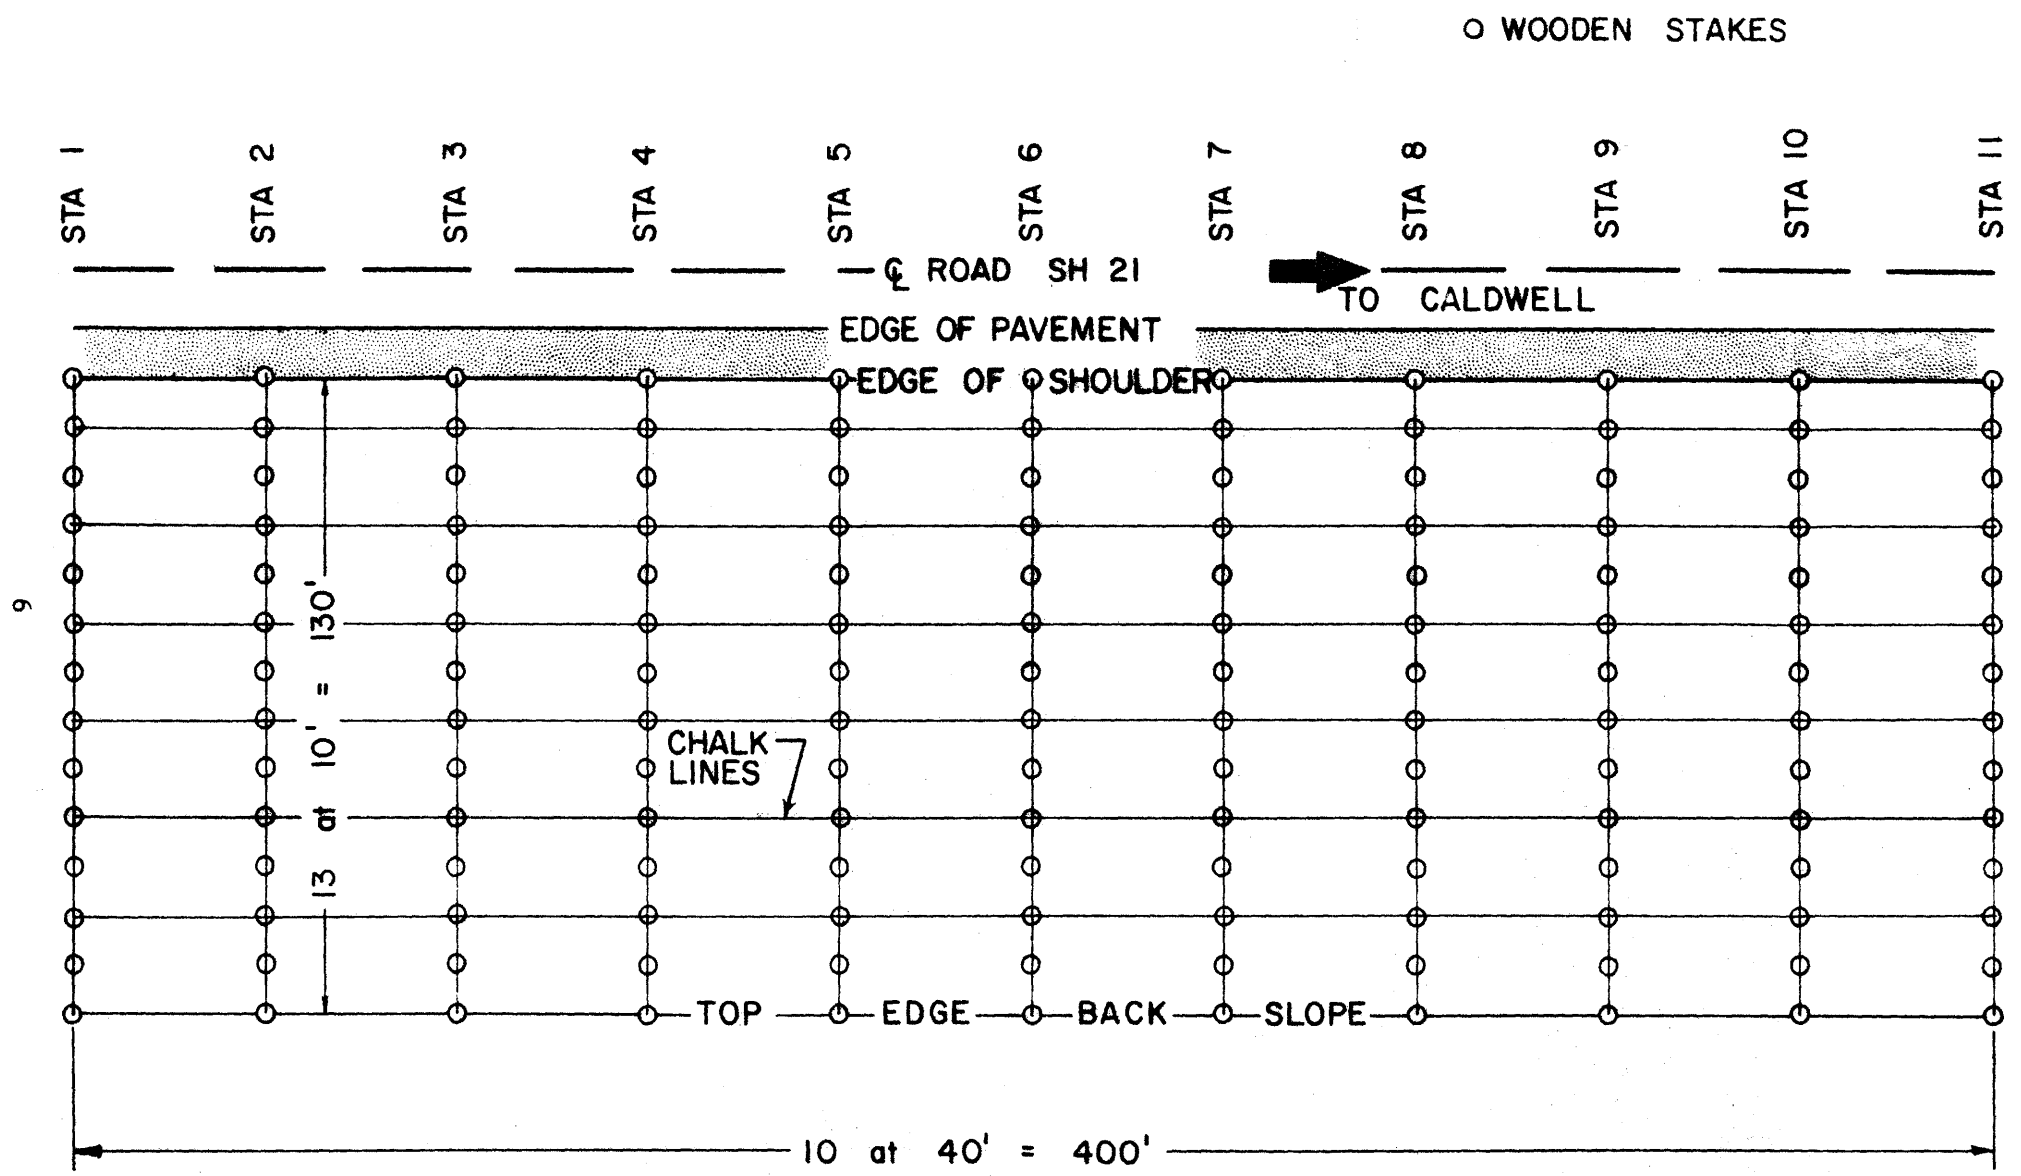 O WOODEN STAKES
STA 1
STA 2
STA 3
STA 4
STA 5
STA 6
STA 7
STA 8
STA 9
STA 10
STA 11
℄ ROAD SH 21
TO CALDWELL
EDGE OF PAVEMENT
EDGE OF SHOULDER
13 at 10' = 130'
CHALK
LINES
TOP EDGE BACK SLOPE
10 at 40' = 400'
9